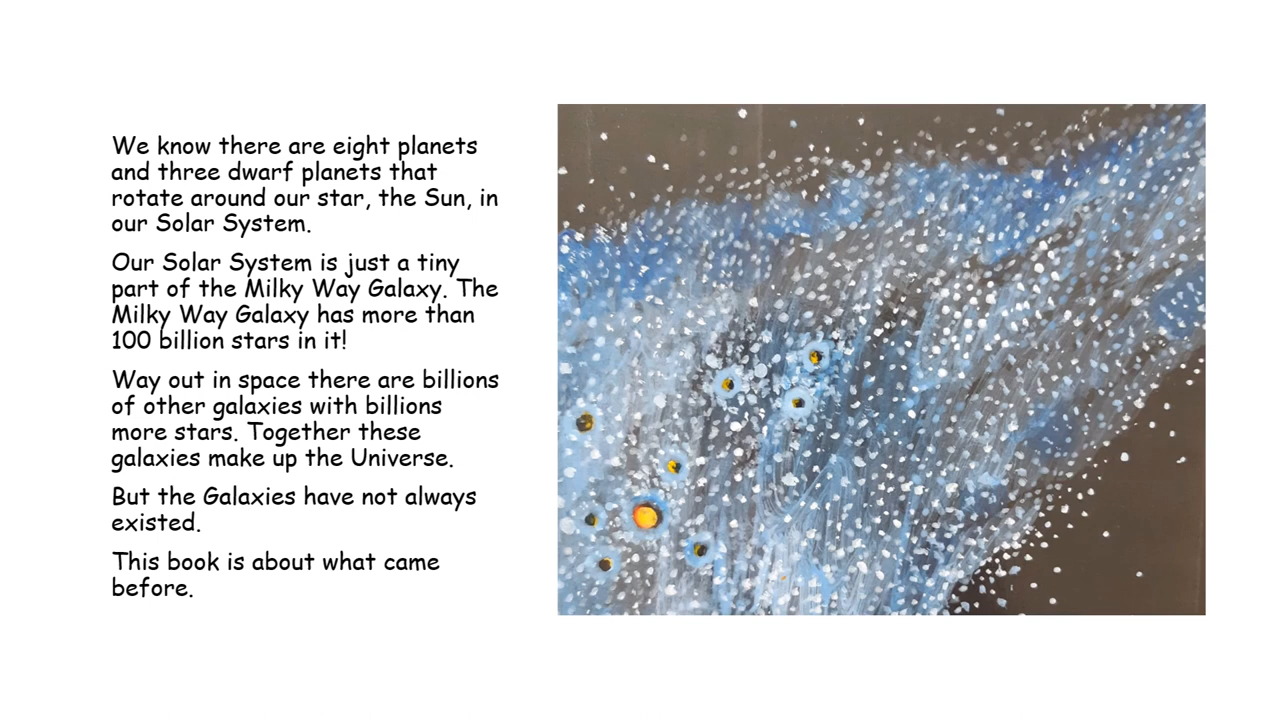 We know there are eight planets
and three dwarf planets that
rotate around our star, the Sun, in
our Solar System.
Our Solar System is just a tiny
part of the Milky Way Galaxy. The
Milky Way Galaxy has more than
100 billion stars in it!
Way out in space there are billions
of other galaxies with billions
more stars. Together these
galaxies make up the Universe.
But the Galaxies have not always
existed.
This book is about what came
before.